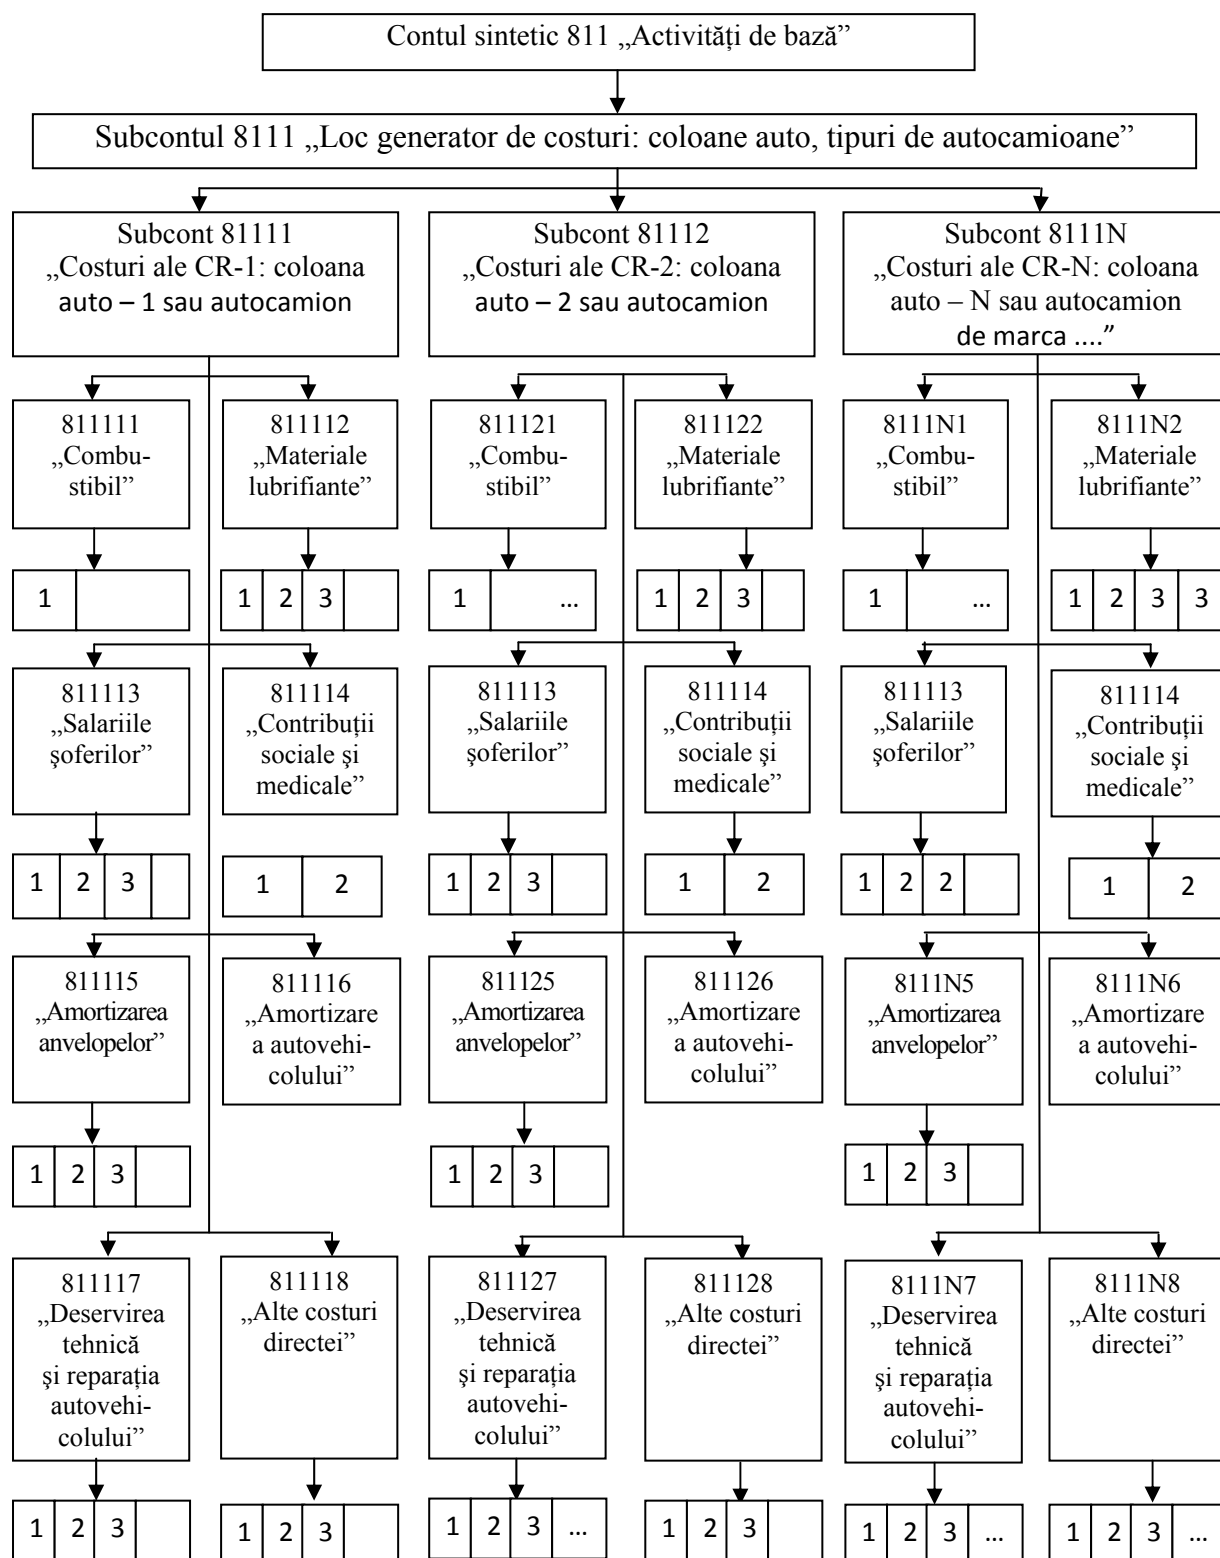 Contul sintetic 811 „Activități de bază”
Subcontul 8111 „Loc generator de costuri: coloane auto, tipuri de autocamioane”
Subcont 81111
„Costuri ale CR-1: coloana
auto – 1 sau autocamion
Subcont 81112
„Costuri ale CR-2: coloana
auto – 2 sau autocamion
Subcont 8111N
„Costuri ale CR-N: coloana
auto – N sau autocamion
de marca ....”
811111
„Combu-
stibil”
811112
„Materiale
lubrifiante”
811121
„Combu-
stibil”
811122
„Materiale
lubrifiante”
8111N1
„Combu-
stibil”
8111N2
„Materiale
lubrifiante”
1
1 2 3
1 ...
1 2 3
1 ...
1 2 3 3
811113
„Salariile
şoferilor”
811114
„Contribuții
sociale şi
medicale”
811113
„Salariile
şoferilor”
811114
„Contribuții
sociale şi
medicale”
811113
„Salariile
şoferilor”
811114
„Contribuții
sociale şi
medicale”
1 2 3
1 2
1 2 3
1 2
1 2 2
1 2
811115
„Amortizarea
anvelopelor”
811116
„Amortizare
a autovehi-
colului”
811125
„Amortizarea
anvelopelor”
811126
„Amortizare
a autovehi-
colului”
8111N5
„Amortizarea
anvelopelor”
8111N6
„Amortizare
a autovehi-
colului”
1 2 3
1 2 3
1 2 3
811117
„Deservirea
tehnică
şi reparația
autovehi-
colului”
811118
„Alte costuri
directei”
811127
„Deservirea
tehnică
şi reparația
autovehi-
colului”
811128
„Alte costuri
directei”
8111N7
„Deservirea
tehnică
şi reparația
autovehi-
colului”
8111N8
„Alte costuri
directei”
1 2 3
1 2 3
1 2 3 ...
1 2 3
1 2 3 ...
1 2 3 ...